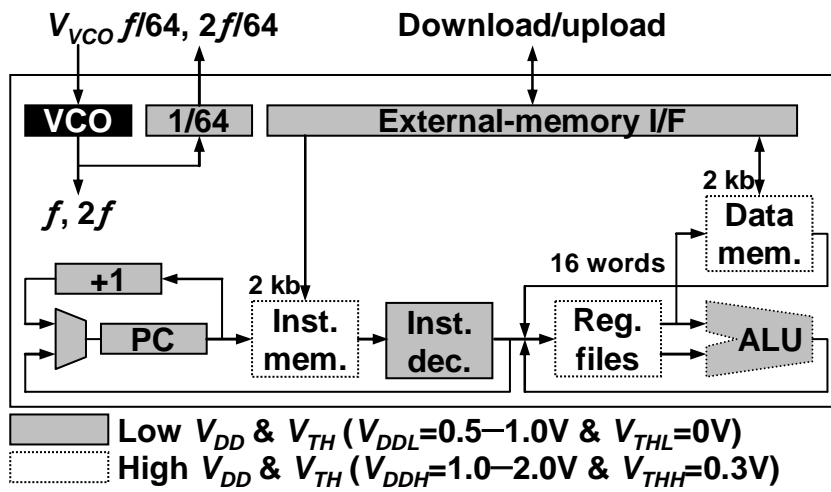 V_VCO f/64, 2f/64
Download/upload
VCO
1/64
External-memory I/F
f, 2f
2 kb
Data mem.
16 words
+1
2 kb
PC
Inst. mem.
Inst. dec.
Reg. files
ALU
Low V_DD & V_TH (V_DDL=0.5—1.0V & V_THL=0V)
High V_DD & V_TH (V_DDH=1.0—2.0V & V_THH=0.3V)